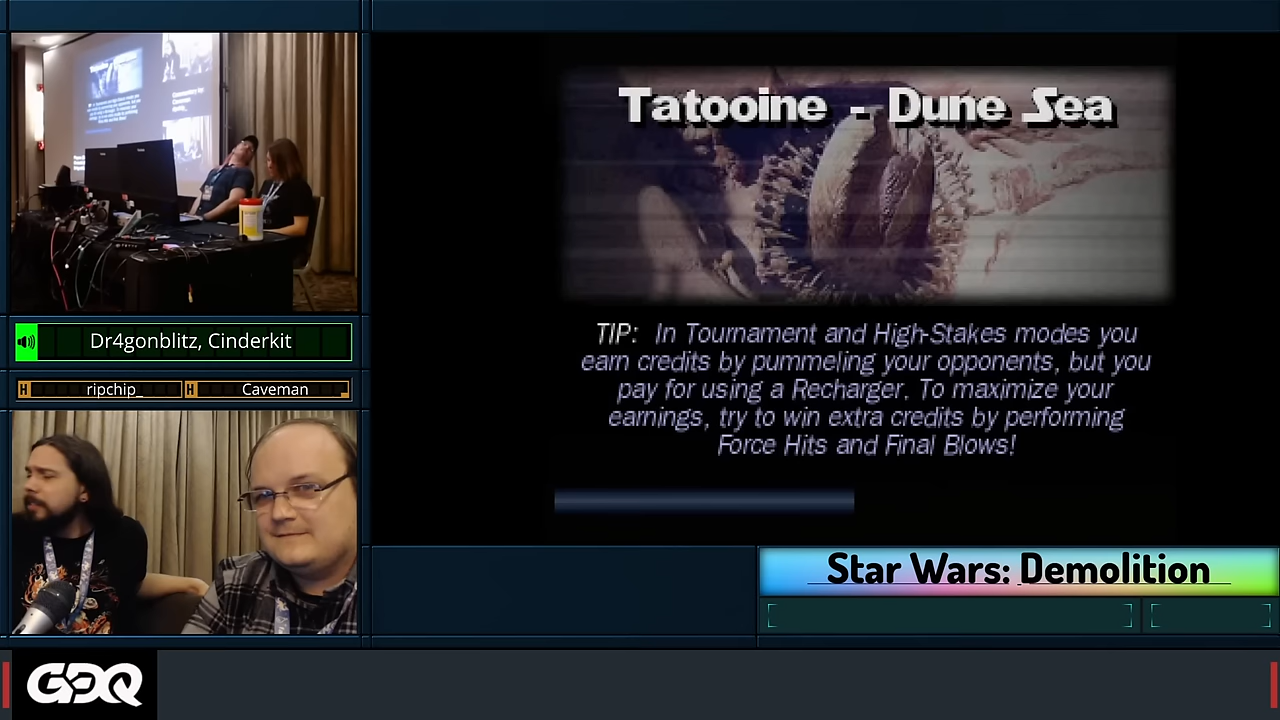 Tatooine - Dune Sea
TIP: In Tournament and High-Stakes modes you
earn credits by pummeling your opponents, but you
pay for using a Recharger. To maximize your
earnings, try to win extra credits by performing
Force Hits and Final Blows!
Dr4gonblitz, Cinderkit
H ripchip_ H Caveman
Star Wars: Demolition
GDQ